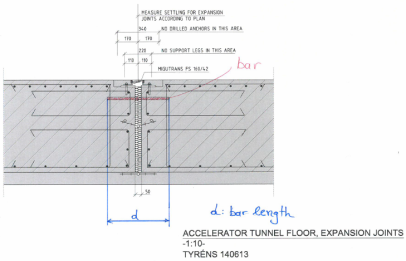 MEASURE SETTLING FOR EXPANSION
JOINTS ACCORDING TO PLAN
340 NO DRILLED ANCHORS IN THIS AREA
170 170
220 NO SUPPORT LEGS IN THIS AREA
110 110
MIGUTRANS FS 110/42
bar
50
d
d: bar length
ACCELERATOR TUNNEL FLOOR, EXPANSION JOINTS
-1:10-
TYRÉNS 140613